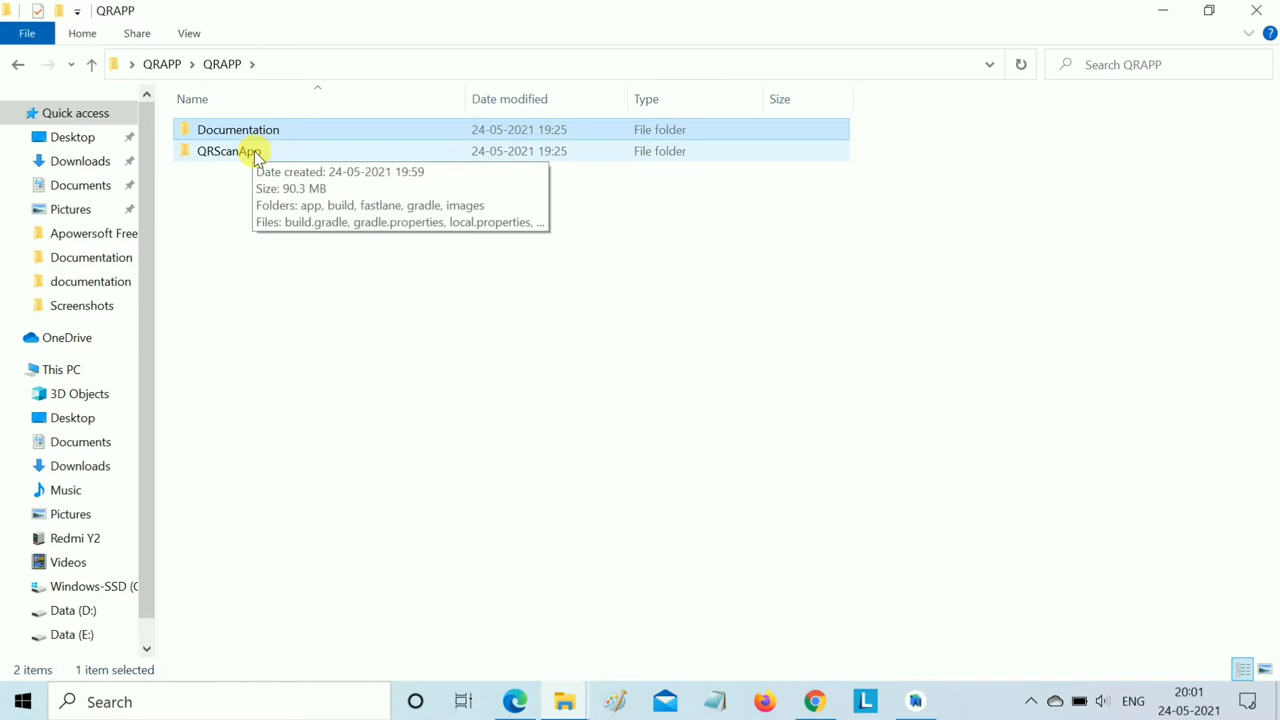 QRAPP
File Home Share View
QRAPP QRAPP Search QRAPP
Name Date modified Type Size
Quick access
Desktop
Downloads
Documents
Pictures
Apowersoft Free
Documentation
documentation
Screenshots
OneDrive
This PC
3D Objects
Desktop
Documents
Downloads
Music
Pictures
Redmi Y2
Videos
Windows-SSD (C
Data (D:)
Data (E:)
Documentation 24-05-2021 19:25 File folder
QRScanApp 24-05-2021 19:25 File folder
Date created: 24-05-2021 19:59
Size: 90.3 MB
Folders: app, build, fastlane, gradle, images
Files: build.gradle, gradle.properties, local.properties, ...
2 items 1 item selected
Search
ENG
20:01
24-05-2021